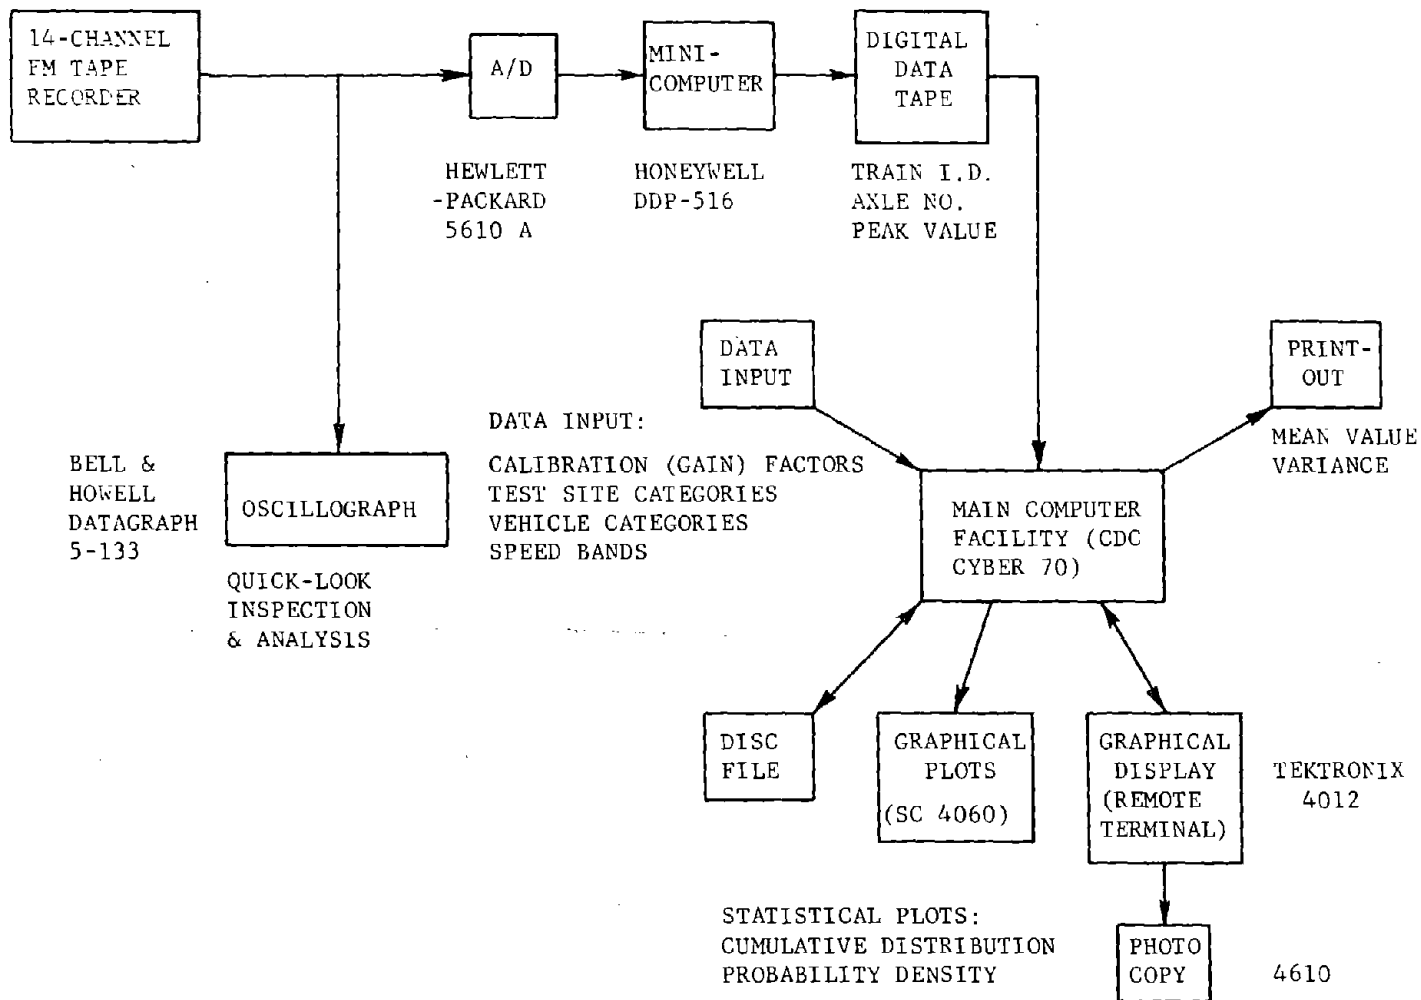 14-CHANNEL
FM TAPE
RECORDER
A/D
MINI-
COMPUTER
DIGITAL
DATA
TAPE
HEWLETT
-PACKARD
5610 A
HONEYWELL
DDP-516
TRAIN I.D.
AXLE NO.
PEAK VALUE
DATA
INPUT
PRINT-
OUT
MEAN VALUE
VARIANCE
DATA INPUT:
CALIBRATION (GAIN) FACTORS
TEST SITE CATEGORIES
VEHICLE CATEGORIES
SPEED BANDS
BELL &
HOWELL
DATAGRAPH
5-133
OSCILLOGRAPH
QUICK-LOOK
INSPECTION
& ANALYSIS
MAIN COMPUTER
FACILITY (CDC
CYBER 70)
DISC
FILE
GRAPHICAL
PLOTS
(SC 4060)
GRAPHICAL
DISPLAY
(REMOTE
TERMINAL)
TEKTRONIX
4012
STATISTICAL PLOTS:
CUMULATIVE DISTRIBUTION
PROBABILITY DENSITY
PHOTO
COPY
4610